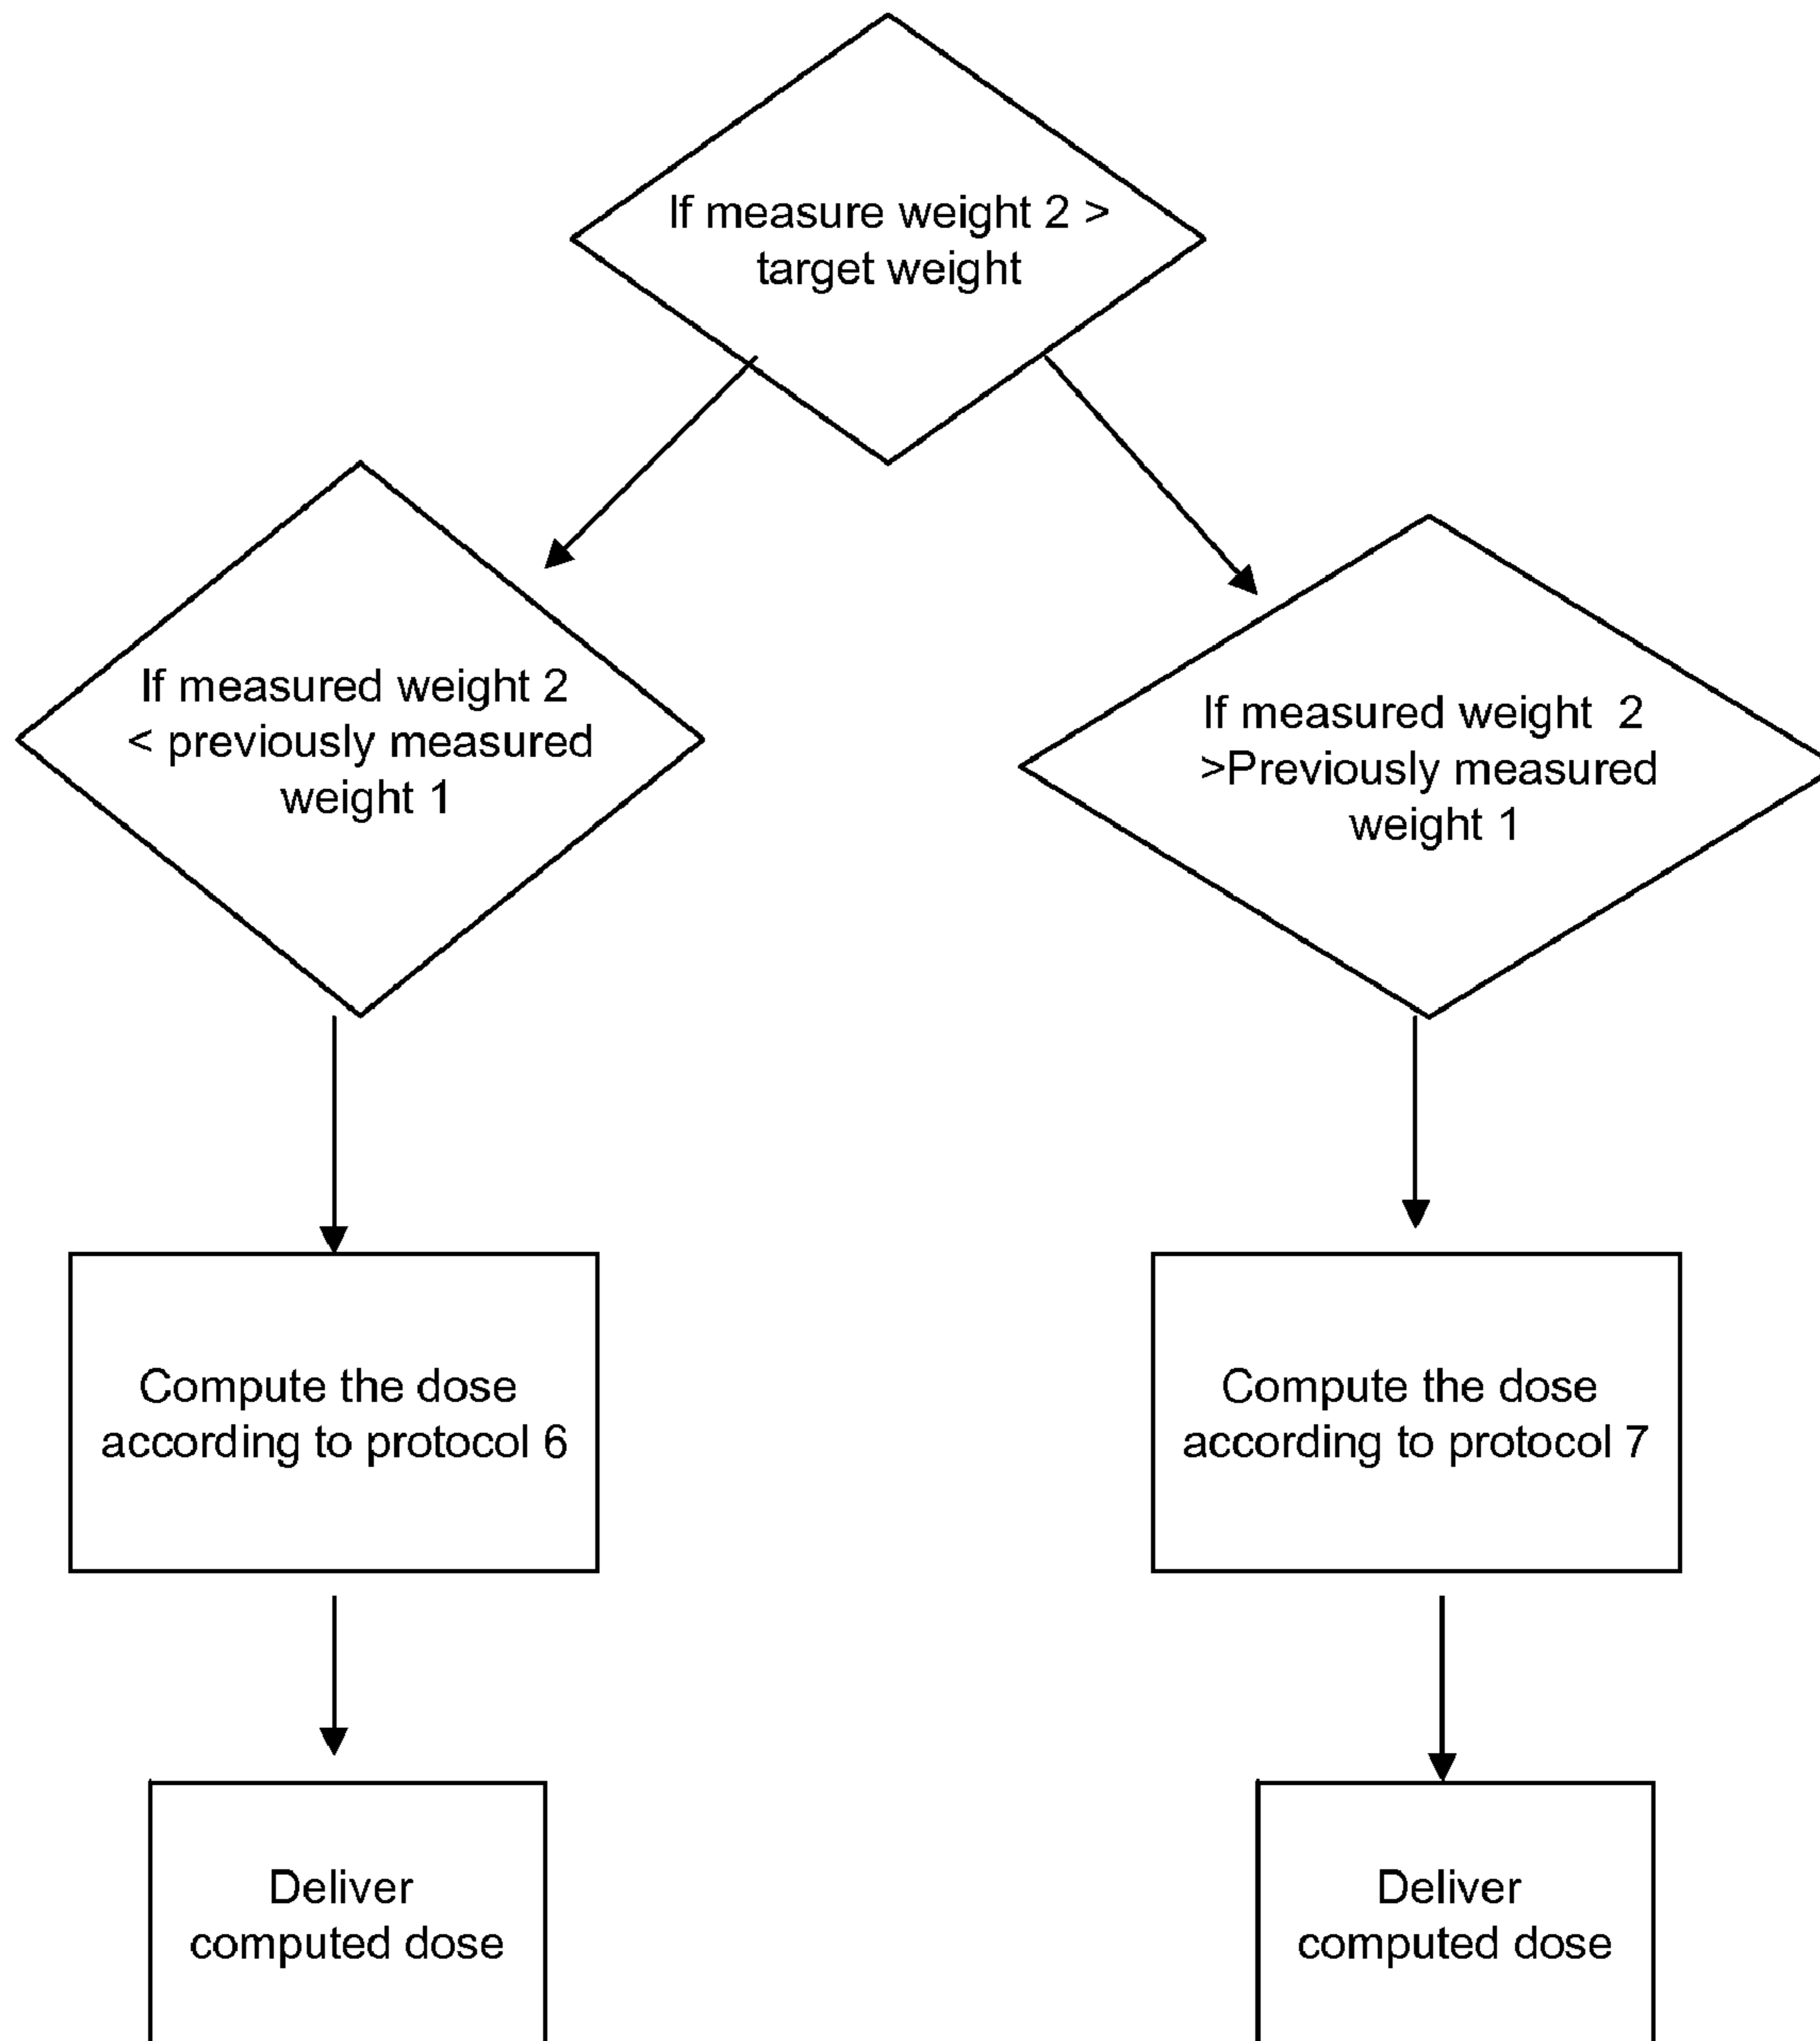 If measure weight 2 >
target weight
If measured weight 2
< previously measured
weight 1
If measured weight 2
>Previously measured
weight 1
Compute the dose
according to protocol 6
Compute the dose
according to protocol 7
Deliver
computed dose
Deliver
computed dose